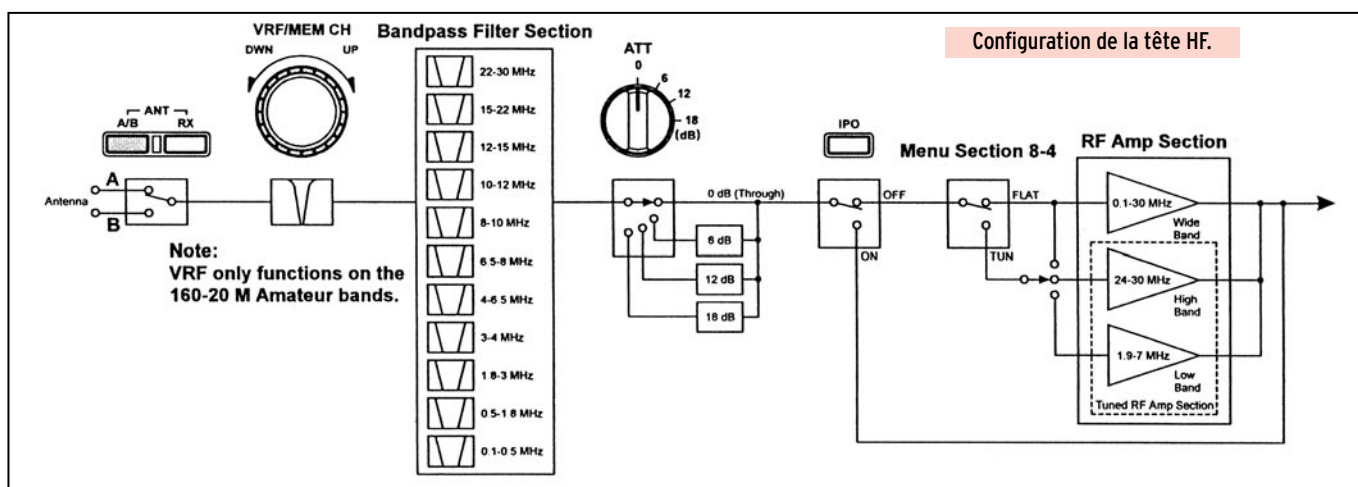 Configuration de la tête HF.
VRF/MEM CH
DWN
UP
Bandpass Filter Section
ATT
0
6
12
18
(dB)
ANT
A/B
RX
IPO
Menu Section 8-4
RF Amp Section
22-30 MHz
15-22 MHz
12-15 MHz
10-12 MHz
8-10 MHz
6 5-8 MHz
4-6 5 MHz
3-4 MHz
1 8-3 MHz
0 5-1 8 MHz
0.1-0 5 MHz
Antenna
A
B
Note:
VRF only functions on the
160-20 M Amateur bands.
0 dB (Through)
6 dB
12 dB
18 dB
OFF
ON
FLAT
TUN
0.1-30 MHz
Wide
Band
24-30 MHz
High
Band
1.9-7 MHz
Low
Band
Tuned RF Amp Section